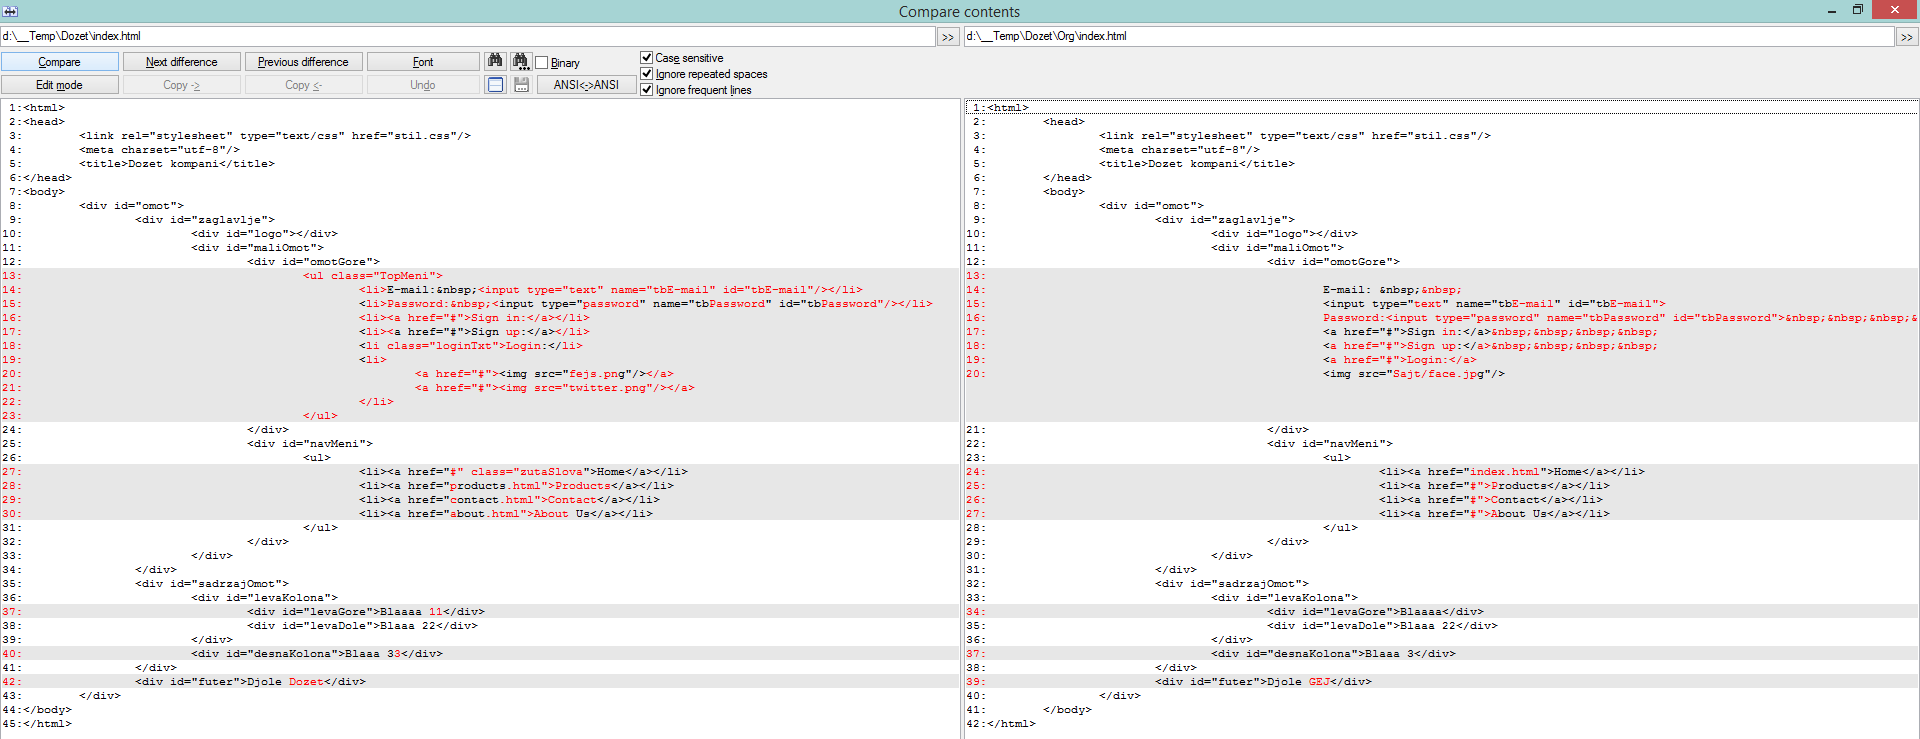 Compare contents
d:\__Temp\Dozet\index.html >> d:\__Temp\Dozet\Org\index.html >>
Compare Next difference Previous difference Font Binary Case sensitive
Ignore repeated spaces
Edit mode Copy -> Copy <- Undo ANSI<->ANSI Ignore frequent lines
1:<html>
2:<head>
3: <link rel="stylesheet" type="text/css" href="stil.css"/>
4: <meta charset="utf-8"/>
5: <title>Dozet kompani</title>
6:</head>
7:<body>
8: <div id="omot">
9: <div id="zaglavlje">
10: <div id="logo"></div>
11: <div id="maliOmot">
12: <div id="omotGore">
13: <ul class="TopMeni">
14: <li>E-mail:&nbsp;<input type="text" name="tbE-mail" id="tbE-mail"/></li>
15: <li>Password:&nbsp;<input type="password" name="tbPassword" id="tbPassword"/></li>
16: <li><a href="#">Sign in:</a></li>
17: <li><a href="#">Sign up:</a></li>
18: <li class="loginTxt">Login:</li>
19: <li>
20: <a href="#"><img src="fejs.png"/></a>
21: <a href="#"><img src="twitter.png"/></a>
22: </li>
23: </ul>
24: </div>
25: <div id="navMeni">
26: <ul>
27: <li><a href="#" class="zutaSlova">Home</a></li>
28: <li><a href="products.html">Products</a></li>
29: <li><a href="contact.html">Contact</a></li>
30: <li><a href="about.html">About Us</a></li>
31: </ul>
32: </div>
33: </div>
34: </div>
35: <div id="sadrzajOmot">
36: <div id="levaKolona">
37: <div id="levaGore">Blaaaa 11</div>
38: <div id="levaDole">Blaaa 22</div>
39: </div>
40: <div id="desnaKolona">Blaaa 33</div>
41: </div>
42: <div id="futer">Djole Dozet</div>
43: </div>
44:</body>
45:</html>
1:<html>
2: <head>
3: <link rel="stylesheet" type="text/css" href="stil.css"/>
4: <meta charset="utf-8"/>
5: <title>Dozet kompani</title>
6: </head>
7: <body>
8: <div id="omot">
9: <div id="zaglavlje">
10: <div id="logo"></div>
11: <div id="maliOmot">
12: <div id="omotGore">
13:
14: E-mail: &nbsp;&nbsp;
15: <input type="text" name="tbE-mail" id="tbE-mail">
16: Password:<input type="password" name="tbPassword" id="tbPassword">&nbsp;&nbsp;&nbsp;&
17: <a href="#">Sign in:</a>&nbsp;&nbsp;&nbsp;&nbsp;
18: <a href="#">Sign up:</a>&nbsp;&nbsp;&nbsp;&nbsp;
19: <a href="#">Login:</a>
20: <img src="Sajt/face.jpg"/>
21: </div>
22: <div id="navMeni">
23: <ul>
24: <li><a href="index.html">Home</a></li>
25: <li><a href="#">Products</a></li>
26: <li><a href="#">Contact</a></li>
27: <li><a href="#">About Us</a></li>
28: </ul>
29: </div>
30: </div>
31: </div>
32: <div id="sadrzajOmot">
33: <div id="levaKolona">
34: <div id="levaGore">Blaaaa</div>
35: <div id="levaDole">Blaaa 22</div>
36: </div>
37: <div id="desnaKolona">Blaaa 3</div>
38: </div>
39: <div id="futer">Djole GEJ</div>
40: </div>
41: </body>
42:</html>